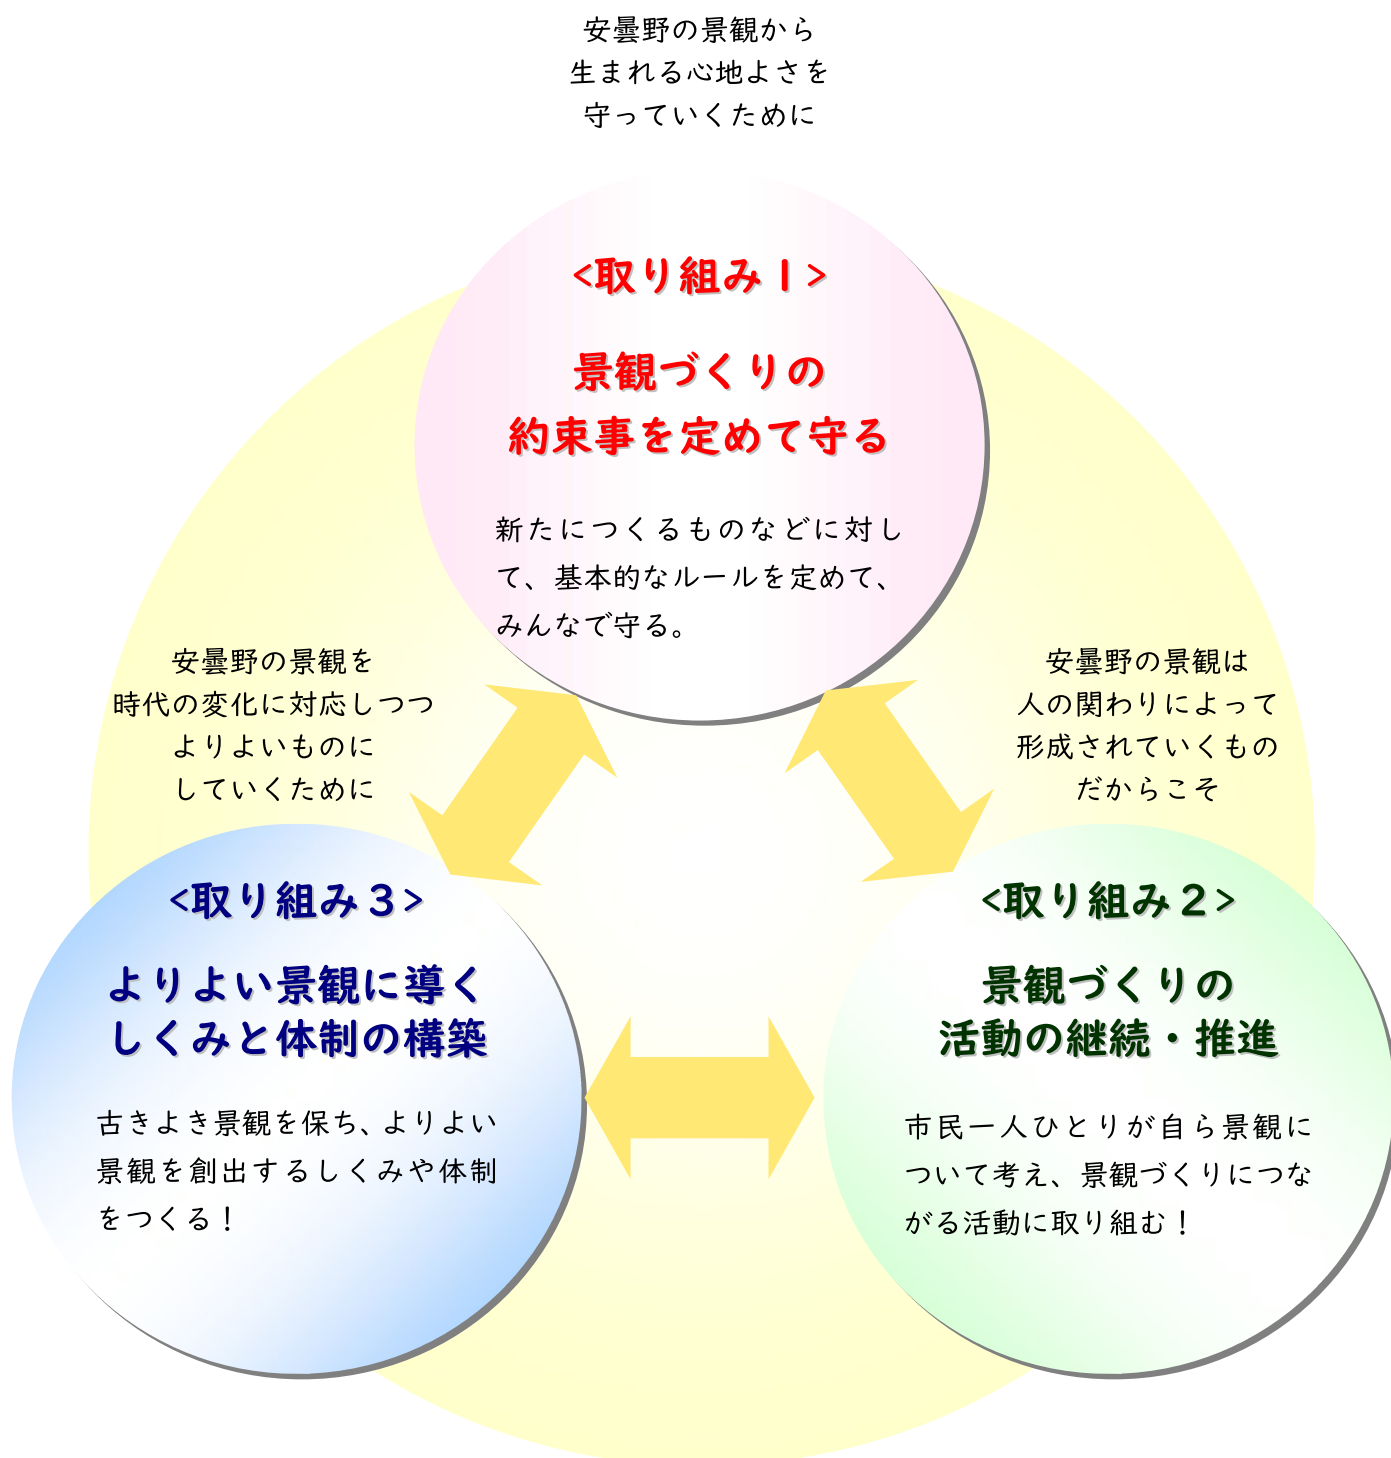 安曇野の景観から
生まれる心地よさを
守っていくために
<取り組み１>
景観づくりの
約束事を定めて守る
新たにつくるものなどに対し
て、基本的なルールを定めて、
みんなで守る。
安曇野の景観を
時代の変化に対応しつつ
よりよいものに
していくために
安曇野の景観は
人の関わりによって
形成されていくもの
だからこそ
<取り組み３>
よりよい景観に導く
しくみと体制の構築
古きよき景観を保ち、よりよい
景観を創出するしくみや体制
をつくる！
<取り組み２>
景観づくりの
活動の継続・推進
市民一人ひとりが自ら景観に
ついて考え、景観づくりにつな
がる活動に取り組む！